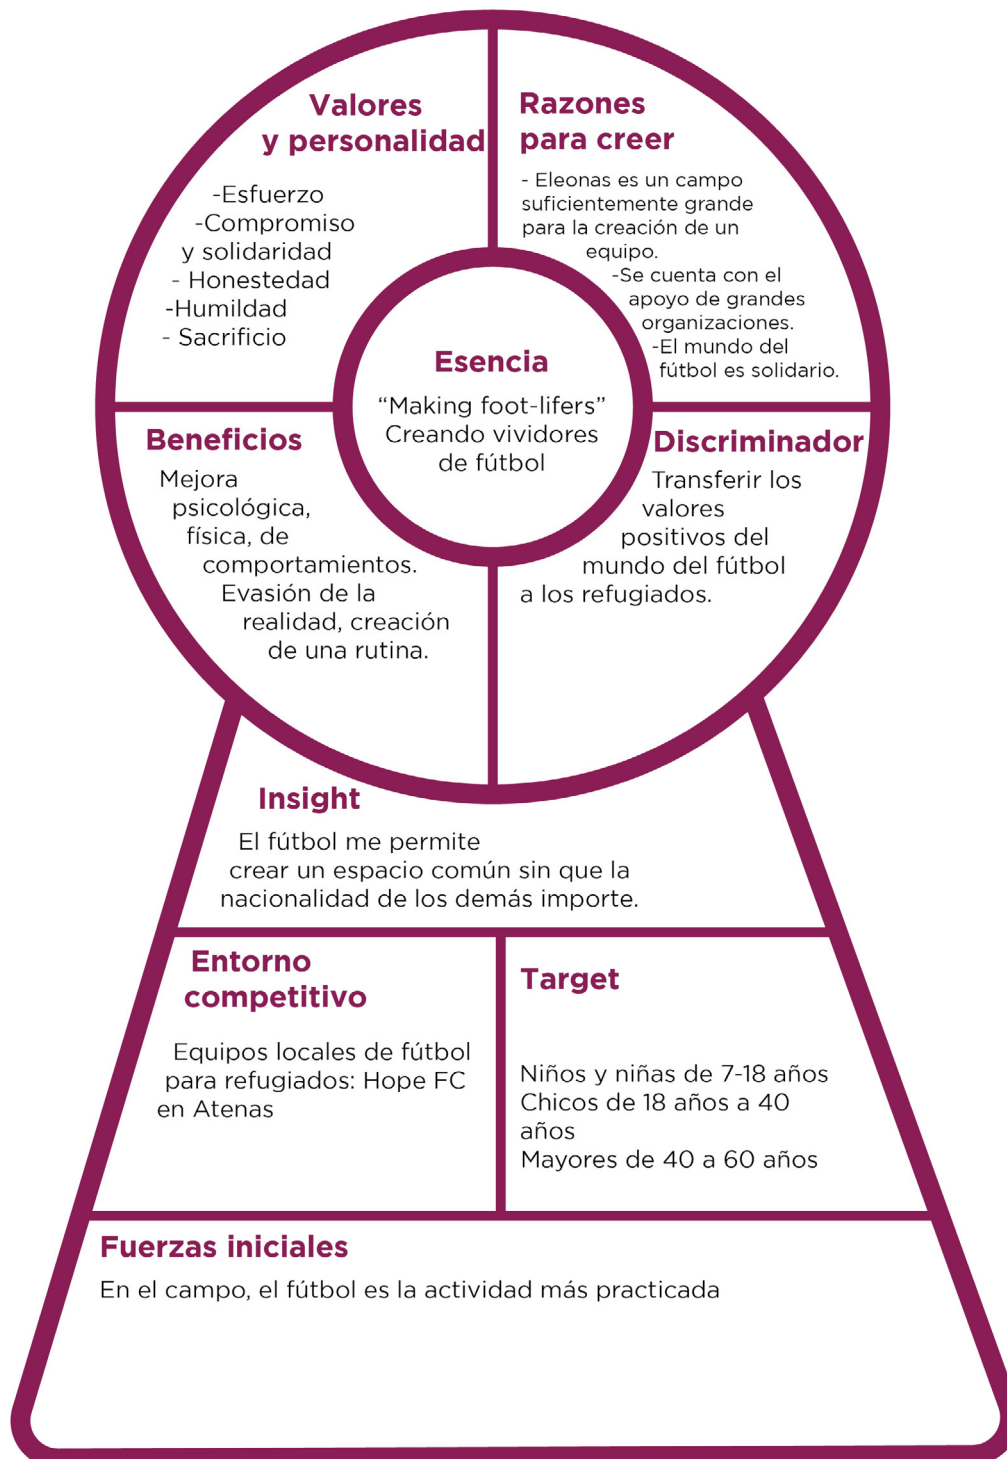 Valores
y personalidad
-Esfuerzo
-Compromiso
y solidaridad
- Honestedad
-Humildad
- Sacrificio
Razones
para creer
- Eleonas es un campo
suficientemente grande
para la creación de un
equipo.
-Se cuenta con el
apoyo de grandes
organizaciones.
-El mundo del
fútbol es solidario.
Esencia
“Making foot-lifers”
Creando vividores
de fútbol
Beneficios
Mejora
psicológica,
física, de
comportamientos.
Evasión de la
realidad, creación
de una rutina.
Discriminador
Transferir los
valores
positivos del
mundo del fútbol
a los refugiados.
Insight
El fútbol me permite
crear un espacio común sin que la
nacionalidad de los demás importe.
Entorno
competitivo
Equipos locales de fútbol
para refugiados: Hope FC
en Atenas
Target
Niños y niñas de 7-18 años
Chicos de 18 años a 40
años
Mayores de 40 a 60 años
Fuerzas iniciales
En el campo, el fútbol es la actividad más practicada